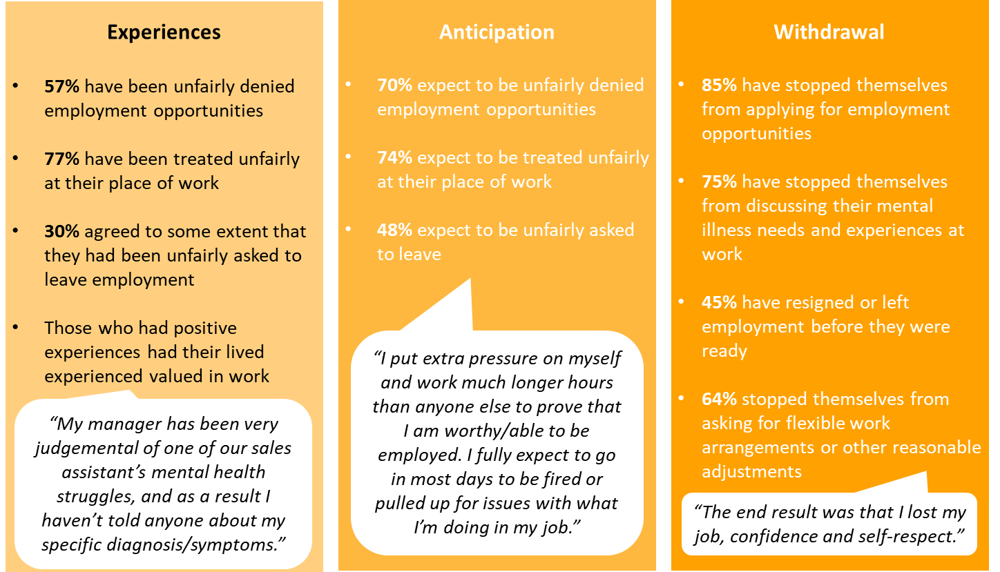 Experiences
• 57% have been unfairly denied
employment opportunities
• 77% have been treated unfairly
at their place of work
• 30% agreed to some extent that
they had been unfairly asked to
leave employment
• Those who had positive
experiences had their lived
experienced valued in work
“My manager has been very
judgemental of one of our sales
assistant’s mental health
struggles, and as a result I
haven’t told anyone about my
specific diagnosis/symptoms.”
Anticipation
• 70% expect to be unfairly denied
employment opportunities
• 74% expect to be treated unfairly
at their place of work
• 48% expect to be unfairly asked
to leave
“I put extra pressure on myself
and work much longer hours
than anyone else to prove that
I am worthy/able to be
employed. I fully expect to go
in most days to be fired or
pulled up for issues with what
I’m doing in my job.”
Withdrawal
• 85% have stopped themselves
from applying for employment
opportunities
• 75% have stopped themselves
from discussing their mental
illness needs and experiences at
work
• 45% have resigned or left
employment before they were
ready
• 64% stopped themselves from
asking for flexible work
arrangements or other reasonable
adjustments
“The end result was that I lost my
job, confidence and self-respect.”